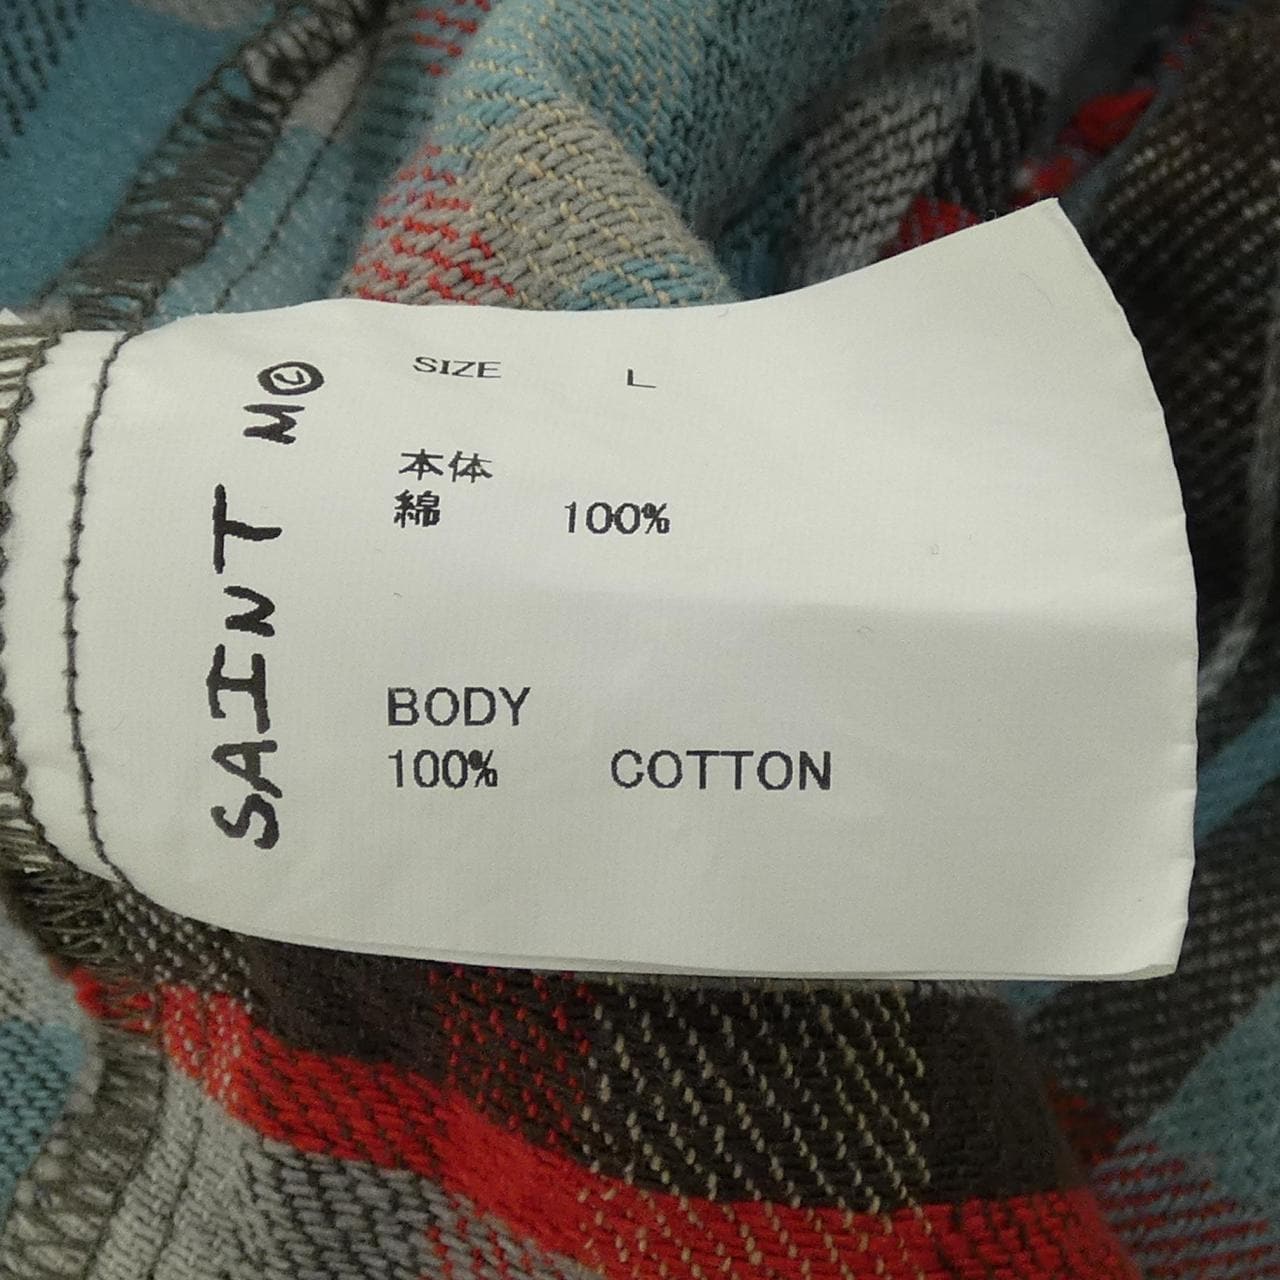 SAINT M©
SIZE L
本体
綿 100%
BODY
100% COTTON